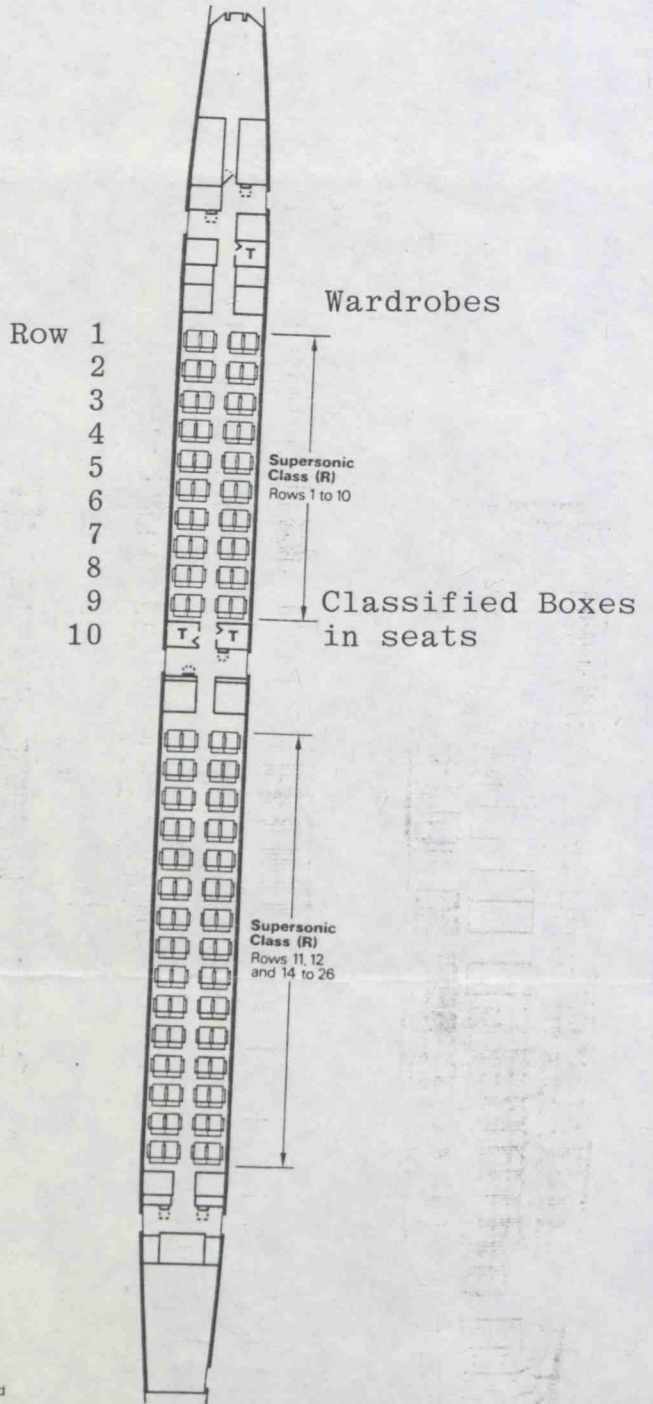 T
Wardrobes
Row 1
2
3
4
5
6
7
8
9
10
Supersonic
Class (R)
Rows 1 to 10
Classified Boxes
in seats
T T
Supersonic
Class (R)
Rows 11, 12
and 14 to 26